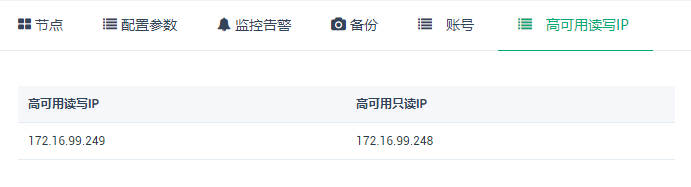 节点 配置参数 监控告警 备份 账号 高可用读写IP
高可用读写IP 高可用只读IP
172.16.99.249 172.16.99.248